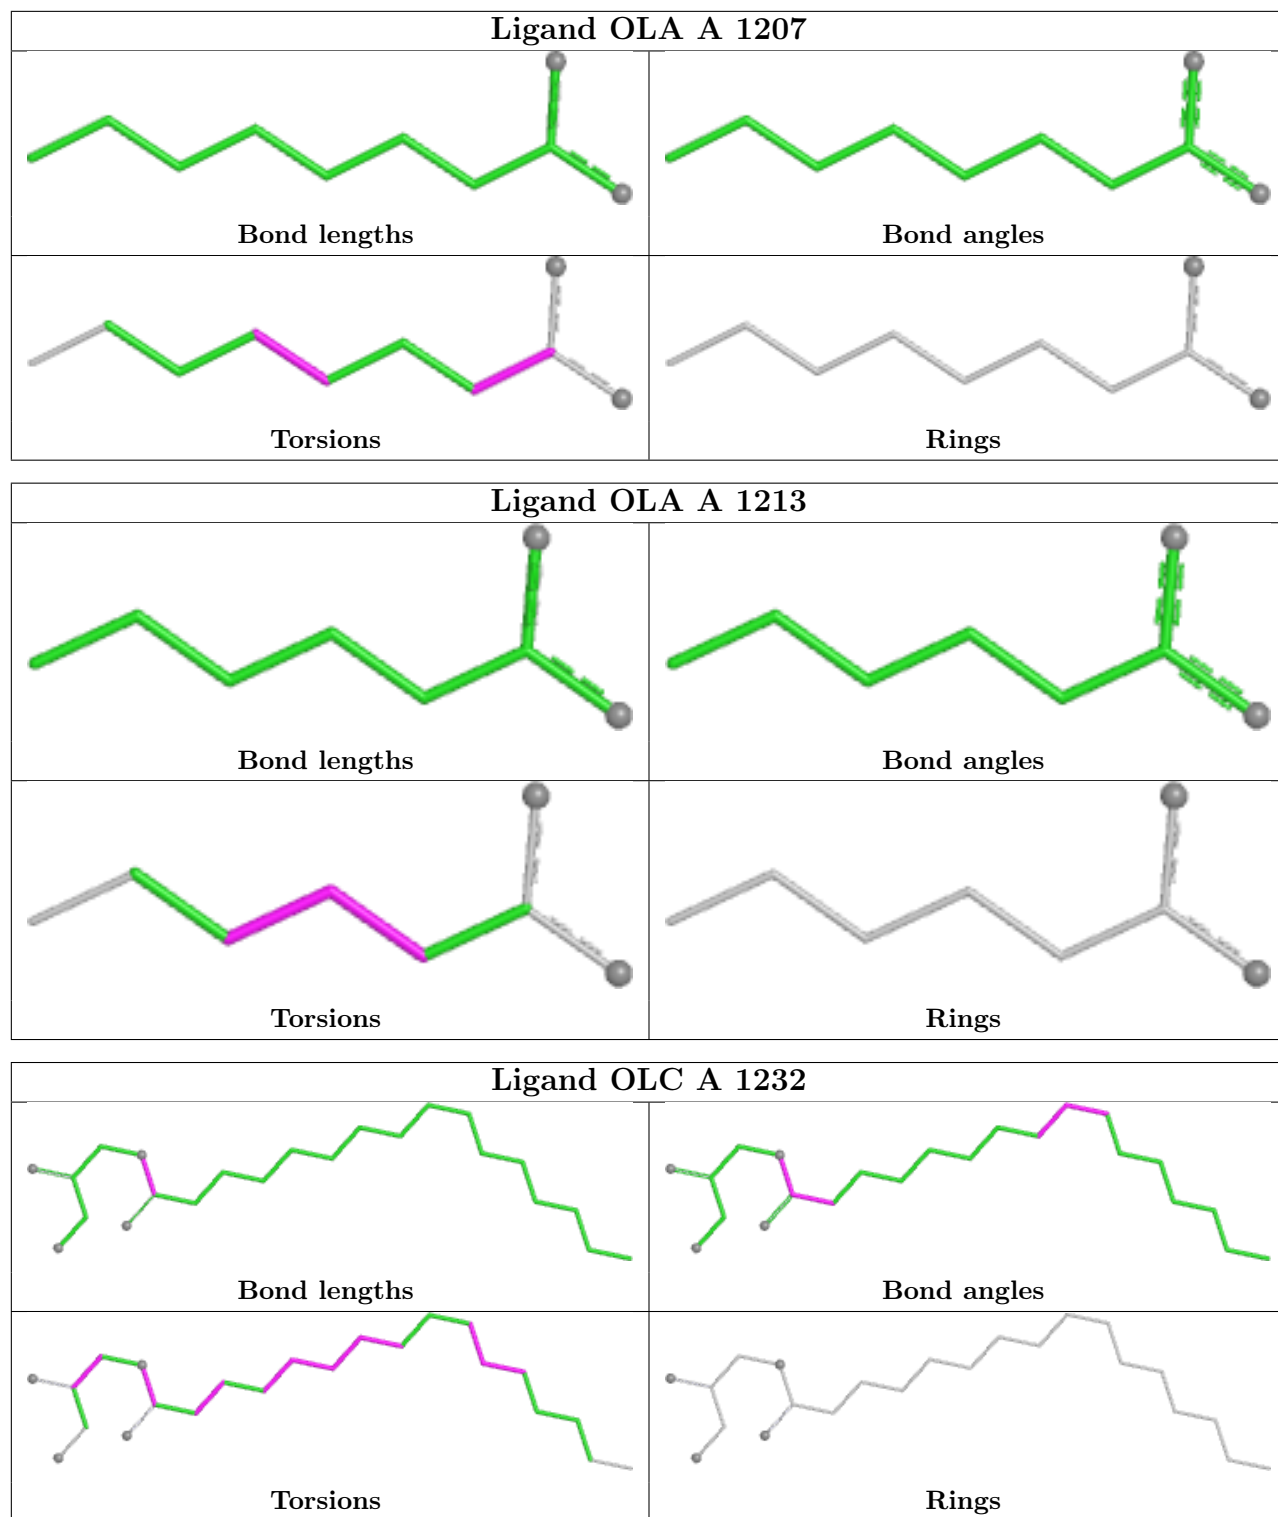 Ligand OLA A 1207
Bond lengths
Bond angles
Torsions
Rings
Ligand OLA A 1213
Bond lengths
Bond angles
Torsions
Rings
Ligand OLC A 1232
Bond lengths
Bond angles
Torsions
Rings